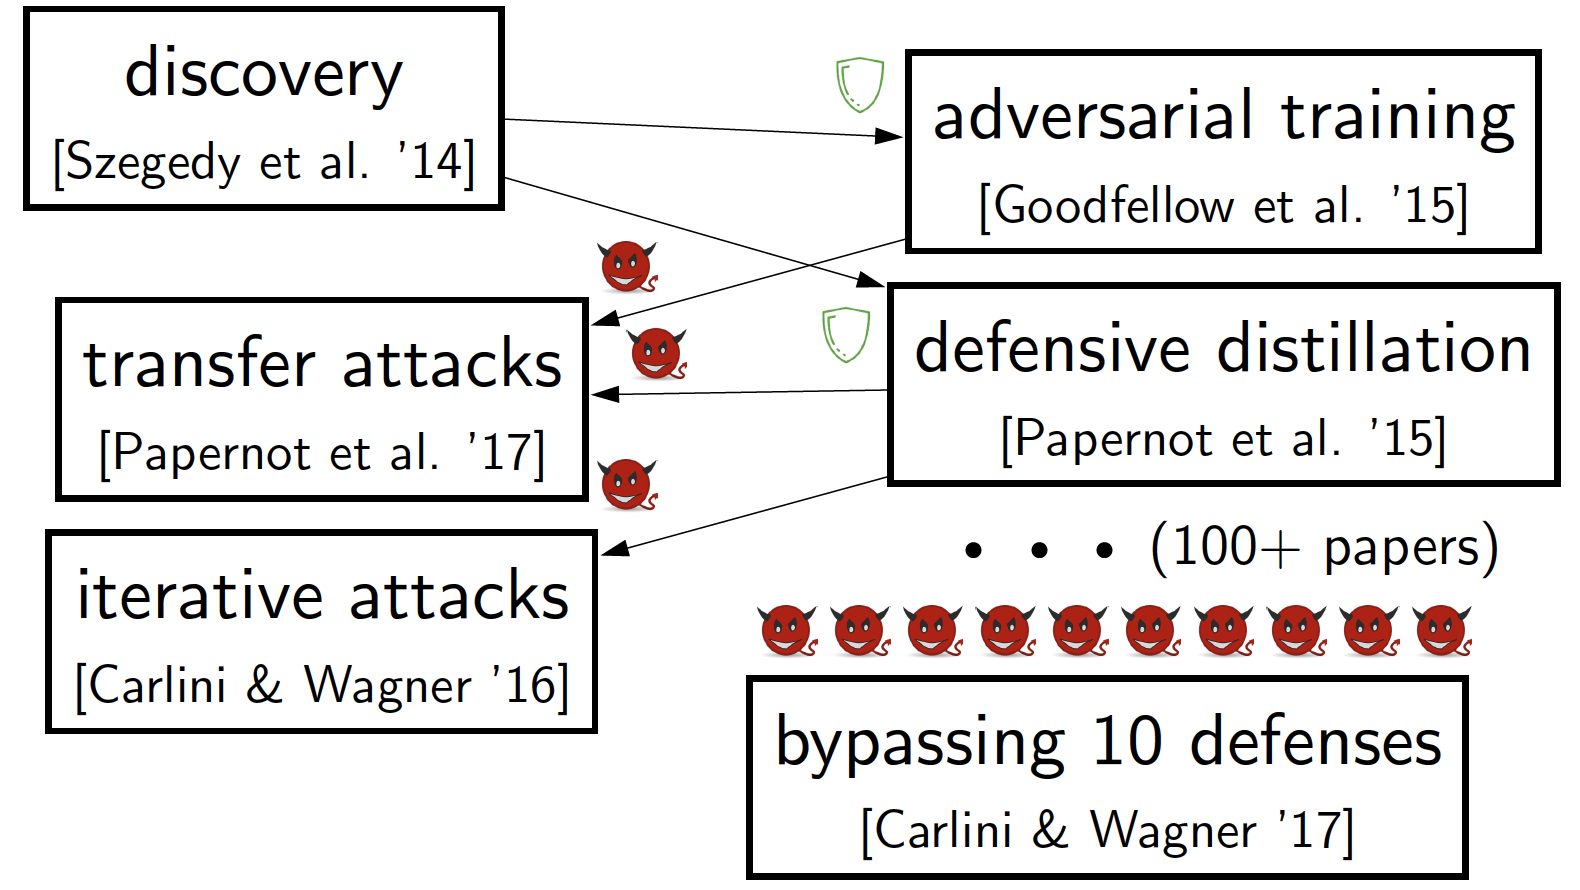 discovery
[Szegedy et al. '14]
adversarial training
[Goodfellow et al. '15]
transfer attacks
[Papernot et al. '17]
defensive distillation
[Papernot et al. '15]
iterative attacks
[Carlini & Wagner '16]
• • • (100+ papers)
bypassing 10 defenses
[Carlini & Wagner '17]